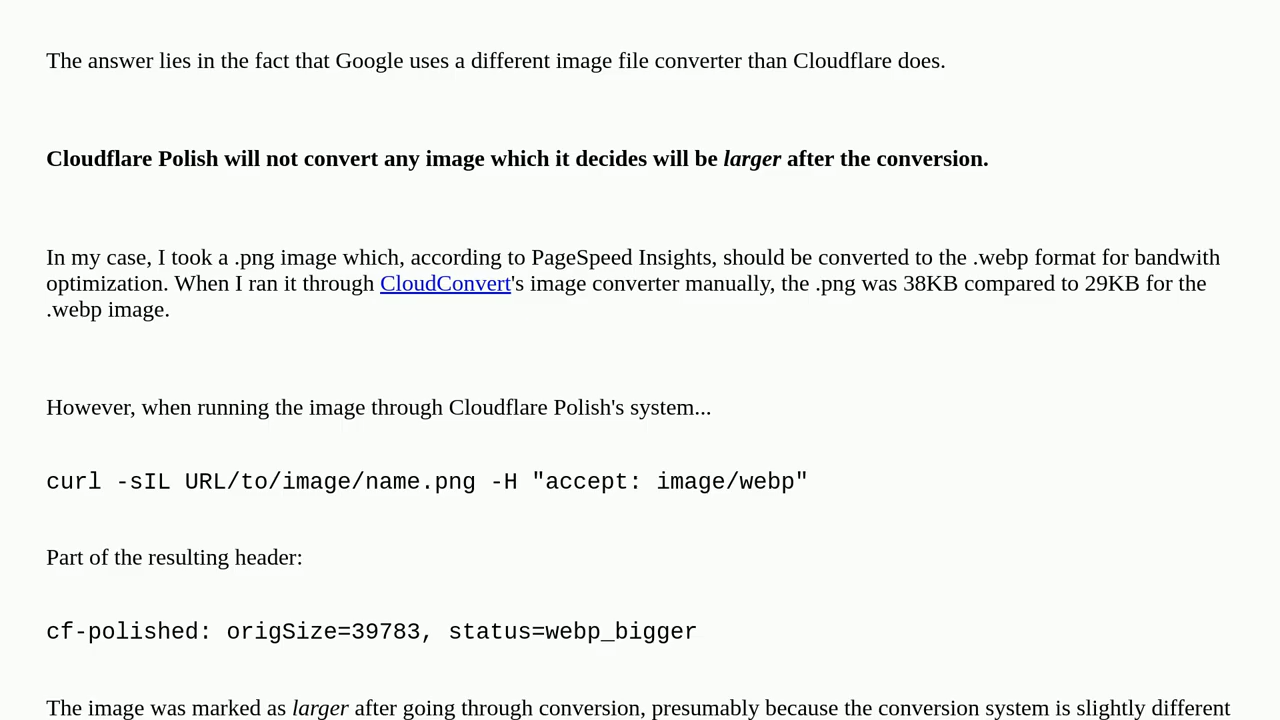 The answer lies in the fact that Google uses a different image file converter than Cloudflare does.
Cloudflare Polish will not convert any image which it decides will be larger after the conversion.
In my case, I took a .png image which, according to PageSpeed Insights, should be converted to the .webp format for bandwith
optimization. When I ran it through CloudConvert's image converter manually, the .png was 38KB compared to 29KB for the
.webp image.
However, when running the image through Cloudflare Polish's system...
curl -sIL URL/to/image/name.png -H "accept: image/webp"
Part of the resulting header:
cf-polished: origSize=39783, status=webp_bigger
The image was marked as larger after going through conversion, presumably because the conversion system is slightly different